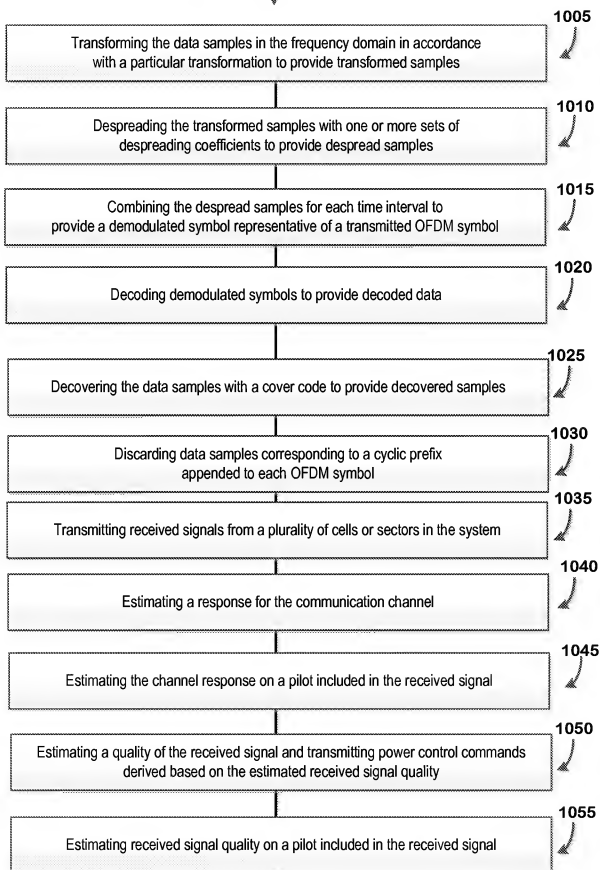 1005
Transforming the data samples in the frequency domain in accordance
with a particular transformation to provide transformed samples
1010
Despreading the transformed samples with one or more sets of
despreading coefficients to provide despread samples
1015
Combining the despread samples for each time interval to
provide a demodulated symbol representative of a transmitted OFDM symbol
1020
Decoding demodulated symbols to provide decoded data
1025
Decovering the data samples with a cover code to provide decovered samples
1030
Discarding data samples corresponding to a cyclic prefix
appended to each OFDM symbol
1035
Transmitting received signals from a plurality of cells or sectors in the system
1040
Estimating a response for the communication channel
1045
Estimating the channel response on a pilot included in the received signal
1050
Estimating a quality of the received signal and transmitting power control commands
derived based on the estimated received signal quality
1055
Estimating received signal quality on a pilot included in the received signal